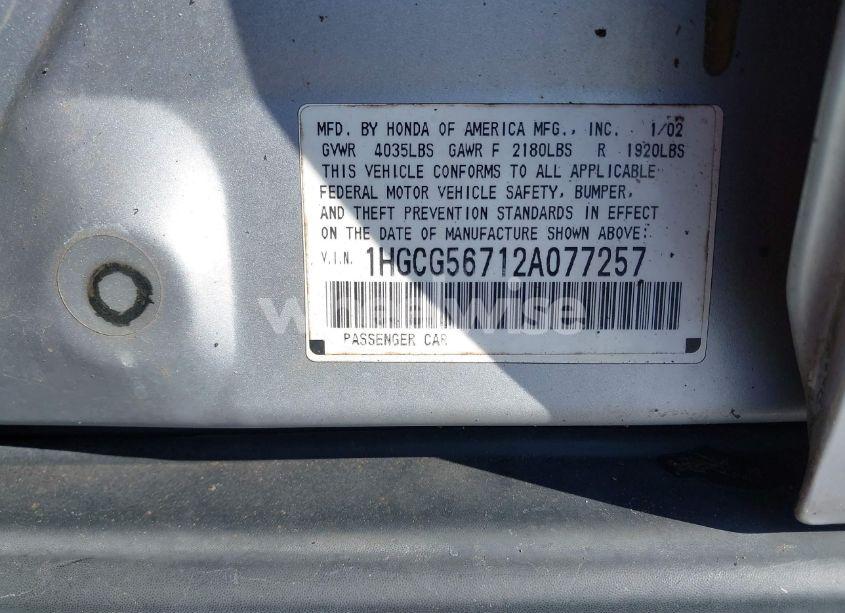 MFD. BY HONDA OF AMERICA MFG., INC. 1/02
GVWR 4035LBS GAWR F 2180LBS R 1920LBS
THIS VEHICLE CONFORMS TO ALL APPLICABLE
FEDERAL MOTOR VEHICLE SAFETY, BUMPER,
AND THEFT PREVENTION STANDARDS IN EFFECT
ON THE DATE OF MANUFACTURE SHOWN ABOVE:
V.I.N. 1HGCG56712A077257
wheelwise
PASSENGER CAR